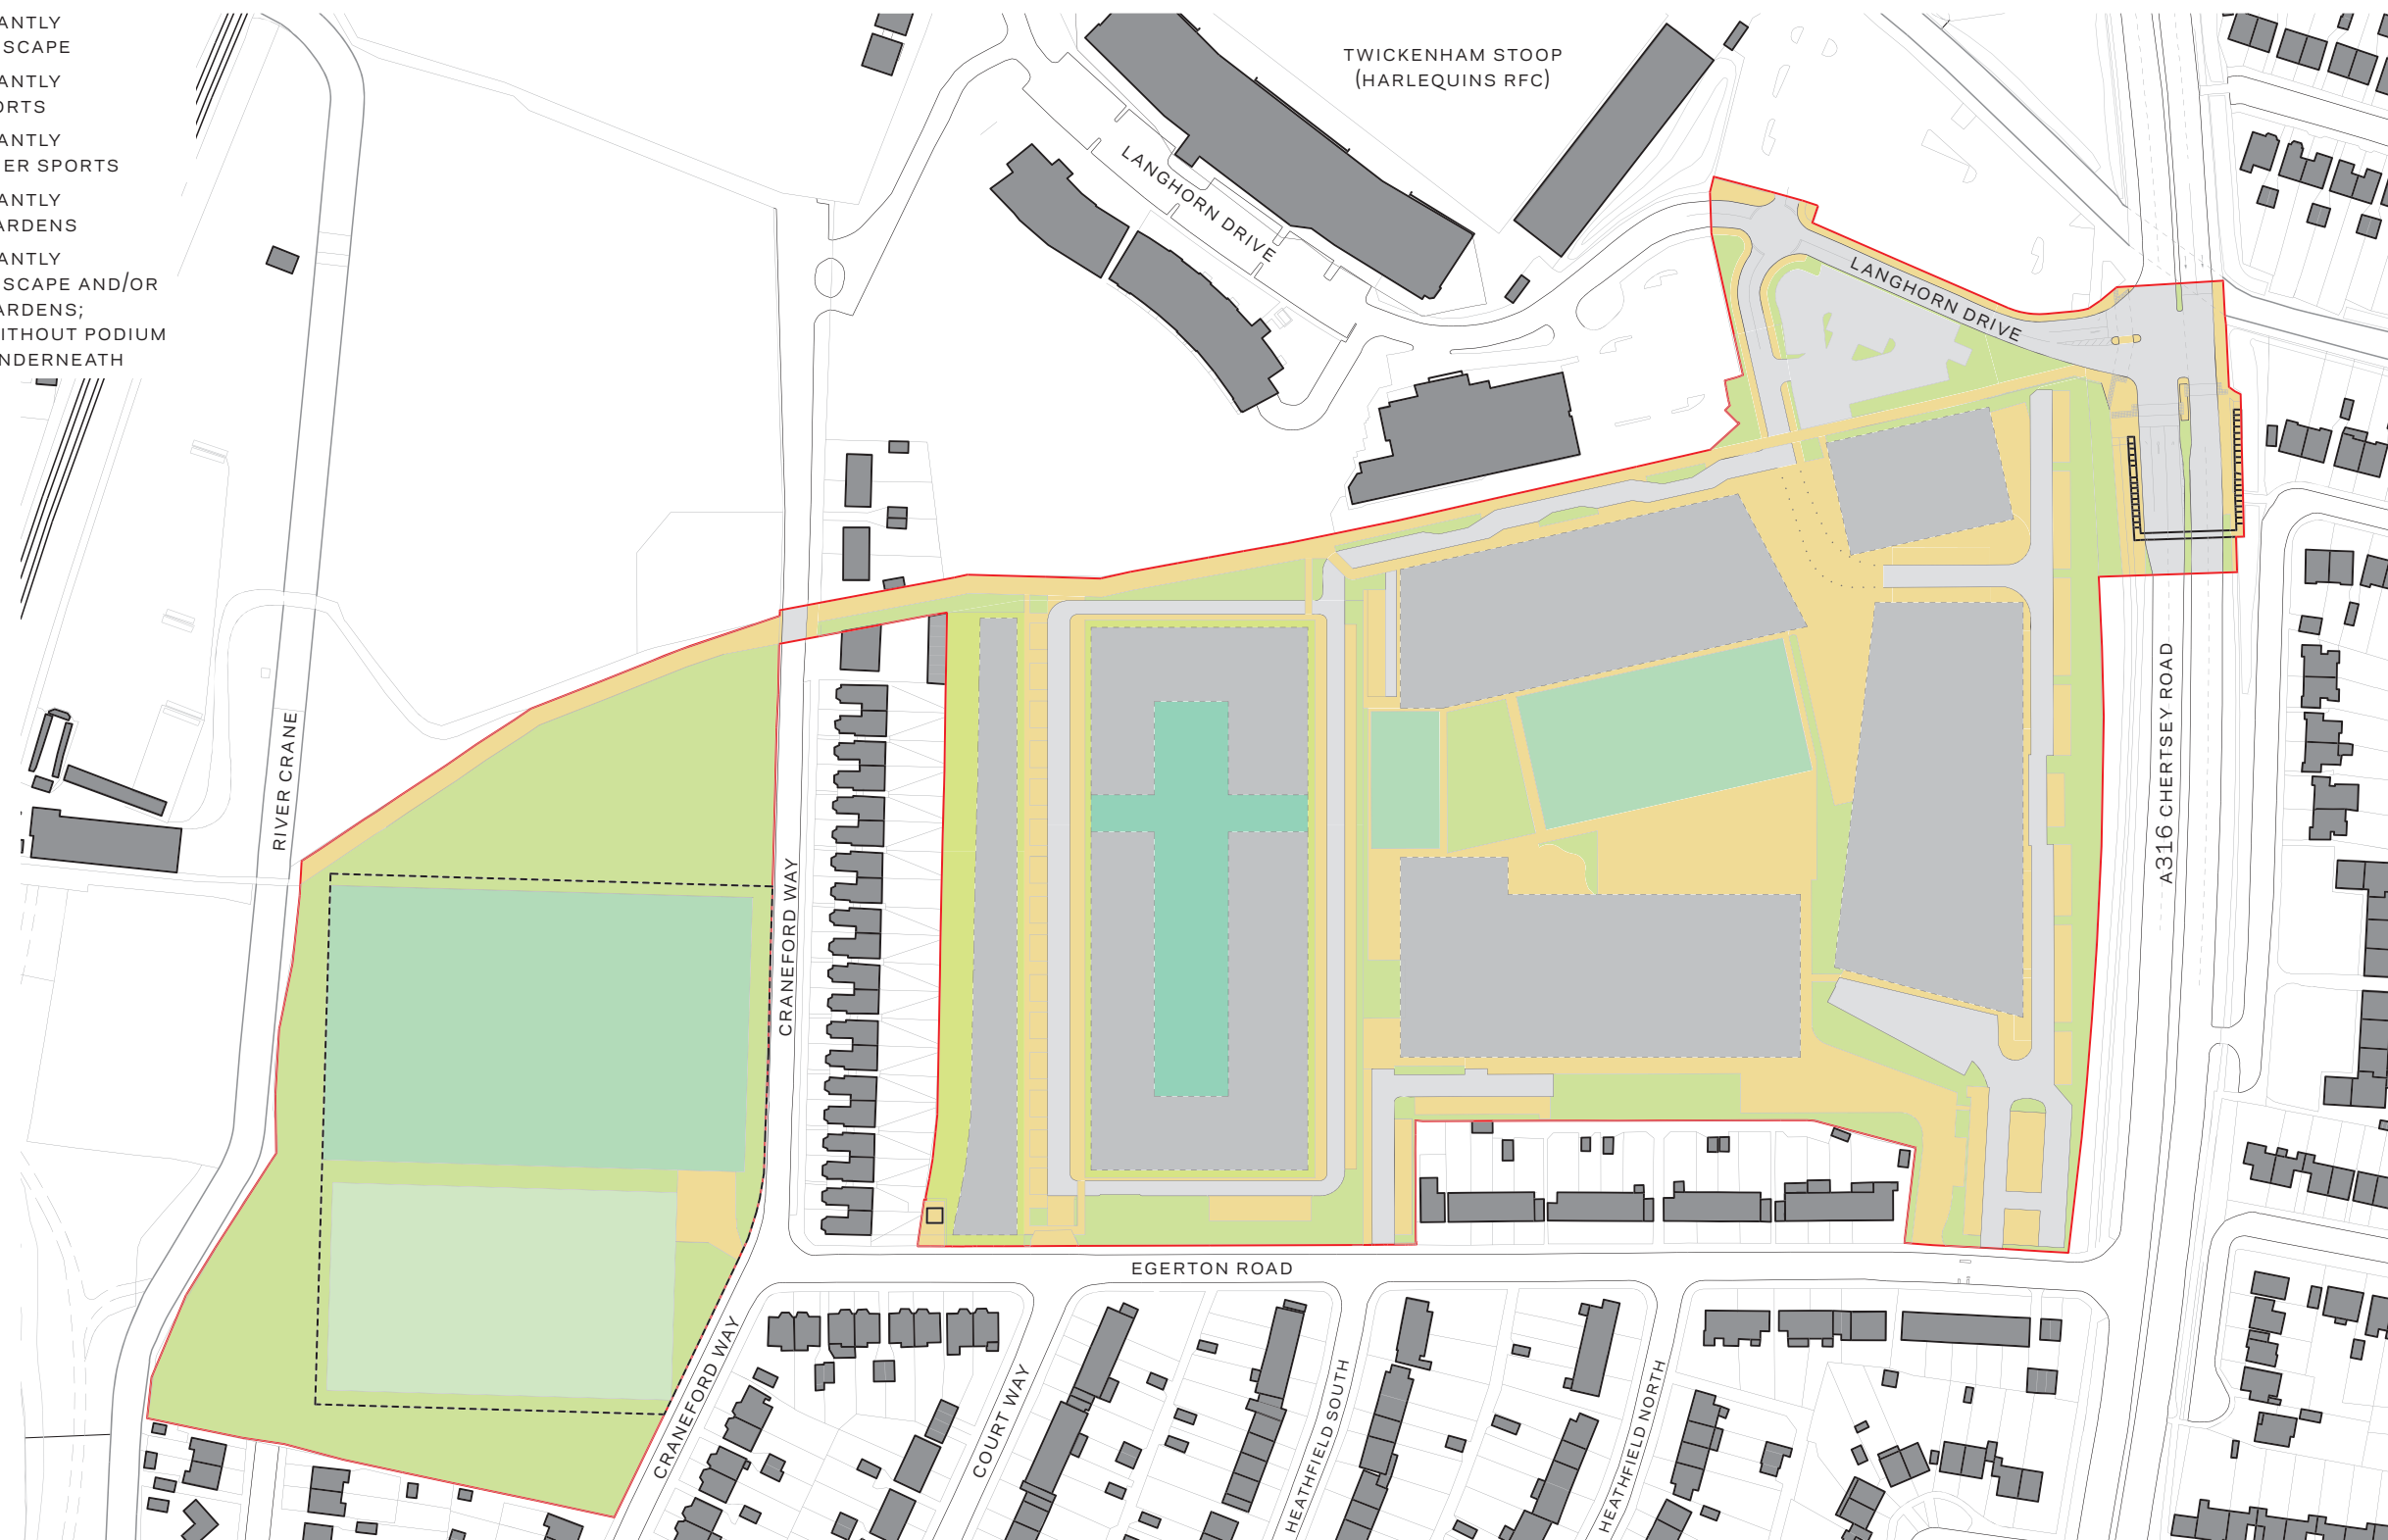 ANTLY
SCAPE
ANTLY
ORTS
ANTLY
ER SPORTS
ANTLY
ARDENS
ANTLY
SCAPE AND/OR
ARDENS;
ITHOUT PODIUM
NDERNEATH
TWICKENHAM STOOP
(HARLEQUINS RFC)
LANGHORN DRIVE
LANGHORN DRIVE
RIVER CRANE
CRANEFORD WAY
A316 CHERTSEY ROAD
EGERTON ROAD
CRANEFORD WAY
COURT WAY
HEATHFIELD SOUTH
HEATHFIELD NORTH